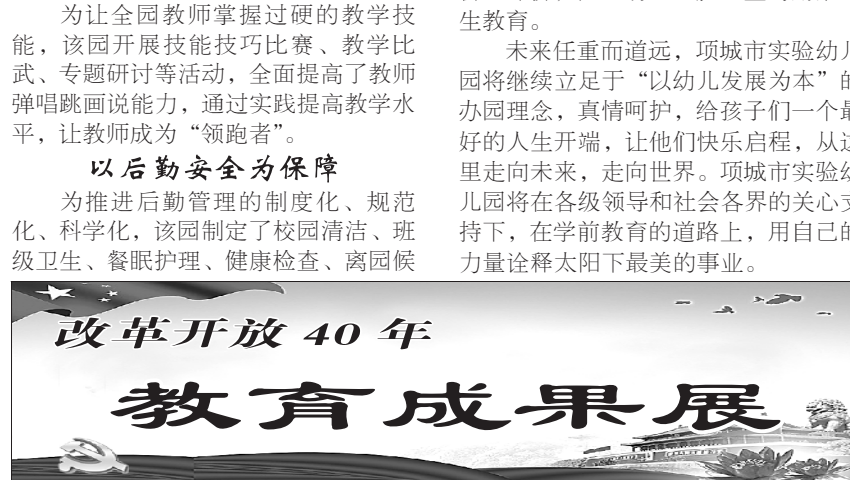 为让全园教师掌握过硬的教学技
能，该园开展技能技巧比赛、教学比
武、专题研讨等活动，全面提高了教师
弹唱跳画说能力，通过实践提高教学水
平，让教师成为“领跑者”。
以后勤安全为保障
为推进后勤管理的制度化、规范
化、科学化，该园制定了校园清洁、班
级卫生、餐眠护理、健康检查、离园候
生教育。
未来任重而道远，项城市实验幼儿
园将继续立足于“以幼儿发展为本”的
办园理念，真情呵护，给孩子们一个最
好的人生开端，让他们快乐启程，从这
里走向未来，走向世界。项城市实验幼
儿园将在各级领导和社会各界的关心支
持下，在学前教育的道路上，用自己的
力量诠释太阳下最美的事业。
改革开放 40 年
教育成果展